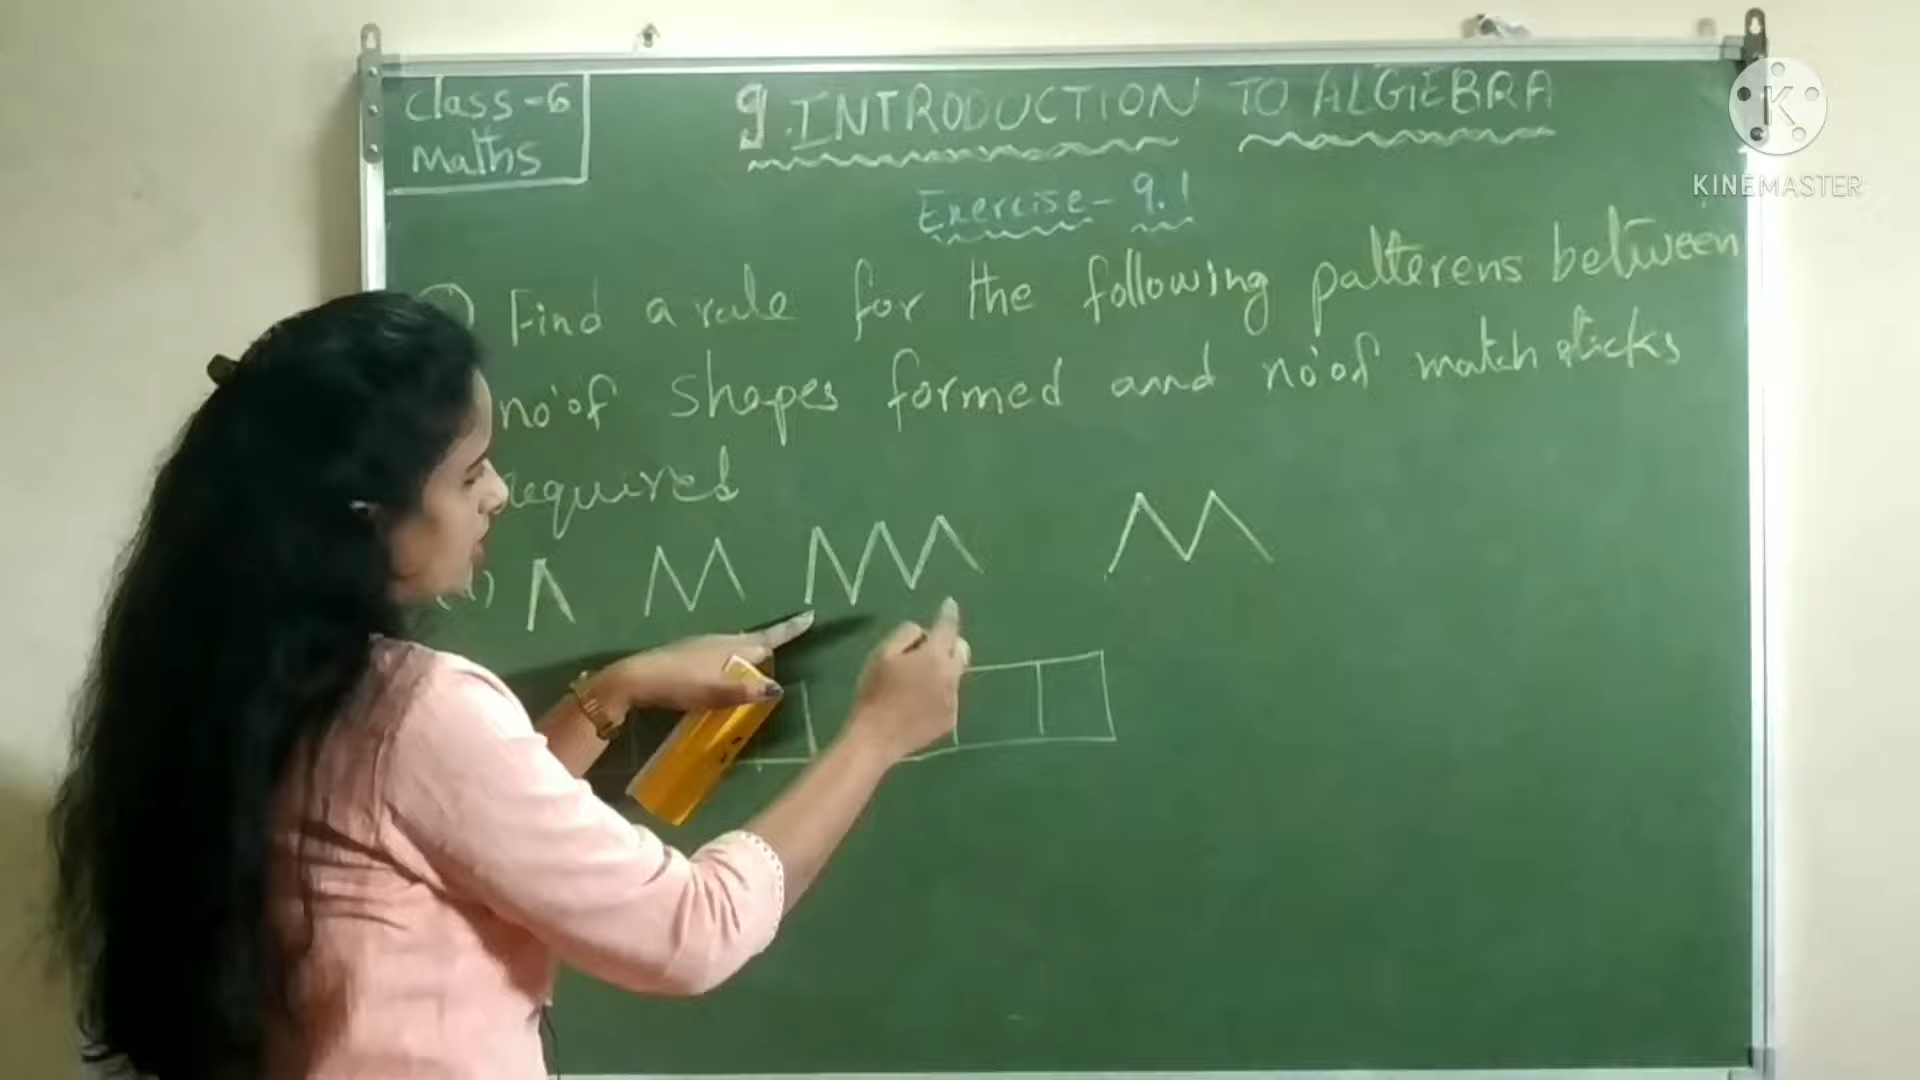 Class-6
Maths
9. INTRODUCTION TO ALGEBRA
Exercise- 9.1
Find a rule for the following patterens between
no'of shapes formed and no'of match sticks
required
K
KINEMASTER